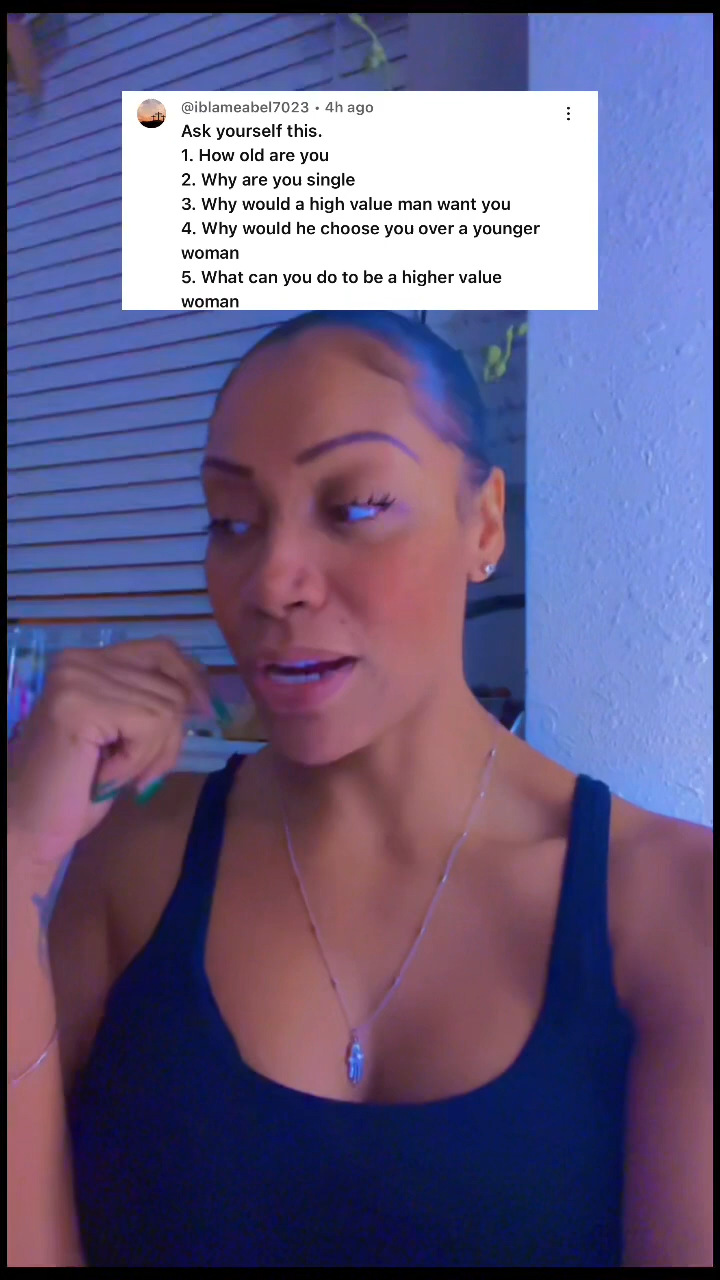 @iblameabel7023 • 4h ago
Ask yourself this.
1. How old are you
2. Why are you single
3. Why would a high value man want you
4. Why would he choose you over a younger
woman
5. What can you do to be a higher value
woman